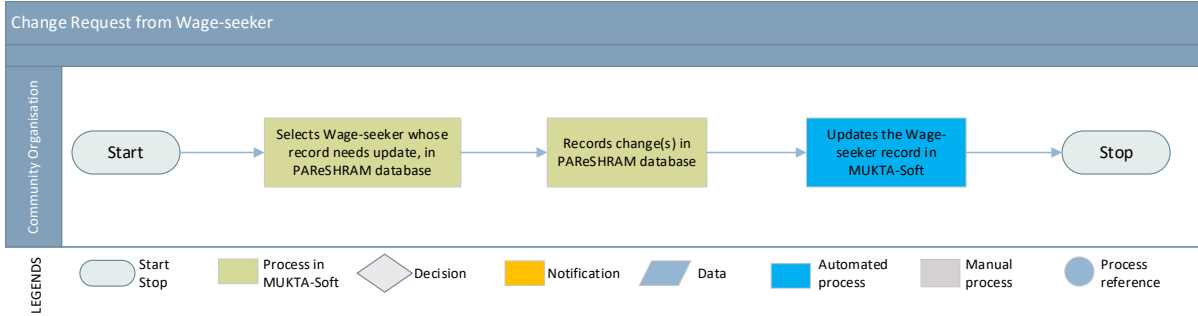 Change Request from Wage-seeker
Community Organisation
Start
Selects Wage-seeker whose
record needs update, in
PAReSHRAM database
Records change(s) in
PAReSHRAM database
Updates the Wage-
seeker record in
MUKTA-Soft
Stop
LEGENDS
Start
Stop
Process in
MUKTA-Soft
Decision
Notification
Data
Automated
process
Manual
process
Process
reference